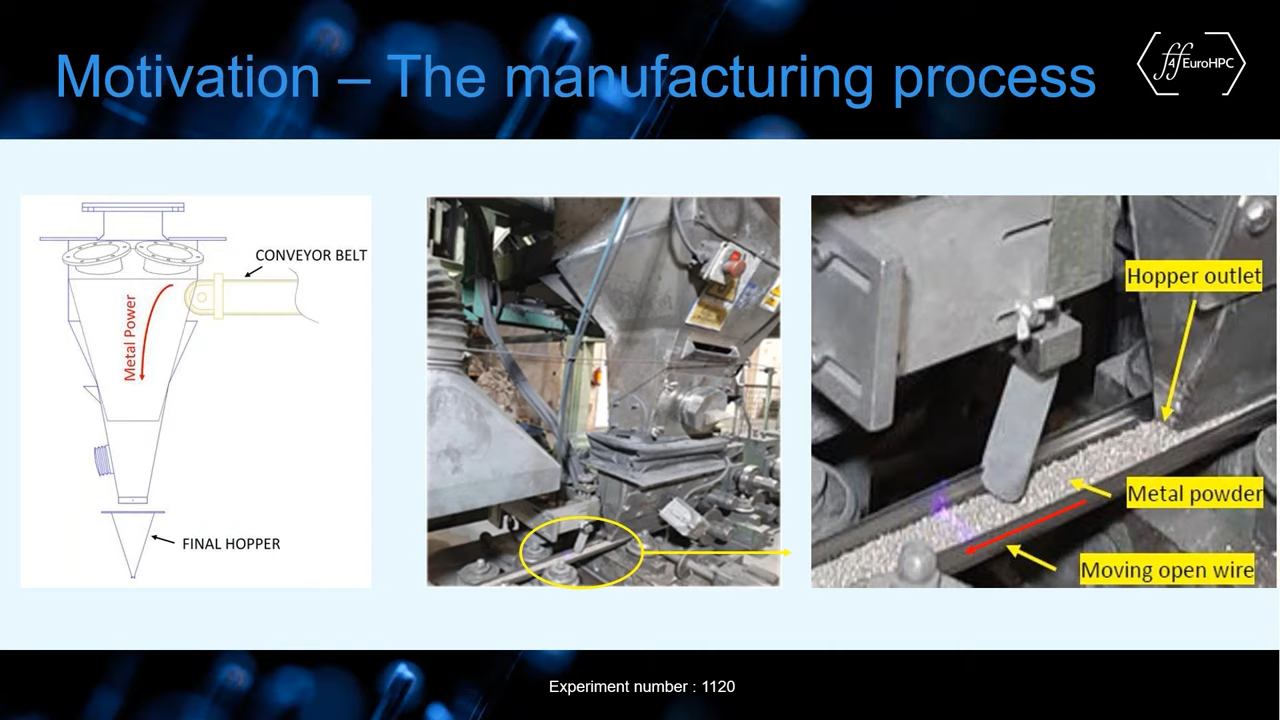 Motivation – The manufacturing process
ff4EuroHPC
CONVEYOR BELT
Metal Power
FINAL HOPPER
Hopper outlet
Metal powder
Moving open wire
Experiment number : 1120